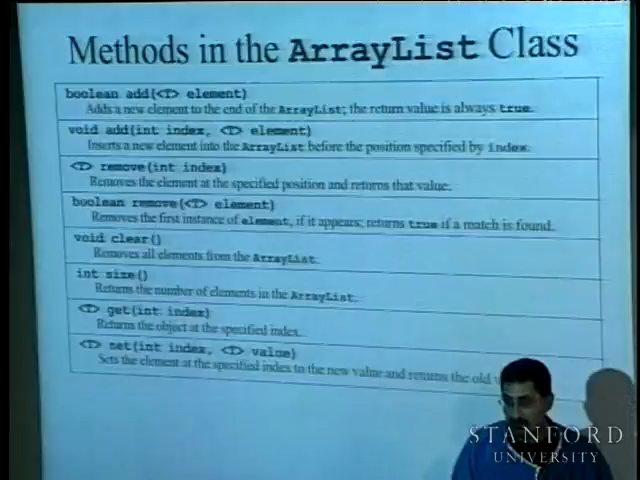 Methods in the ArrayList Class
boolean add(<T> element)
Adds a new element to the end of the ArrayList; the return value is always true.
void add(int index, <T> element)
Inserts a new element into the ArrayList before the position specified by index.
<T> remove(int index)
Removes the element at the specified position and returns that value.
boolean remove(<T> element)
Removes the first instance of element, if it appears; returns true if a match is found.
void clear()
Removes all elements from the ArrayList.
int size()
Returns the number of elements in the ArrayList.
<T> get(int index)
Returns the object at the specified index.
<T> set(int index, <T> value)
Sets the element at the specified index to the new value and returns the old
STANFORD
UNIVERSITY